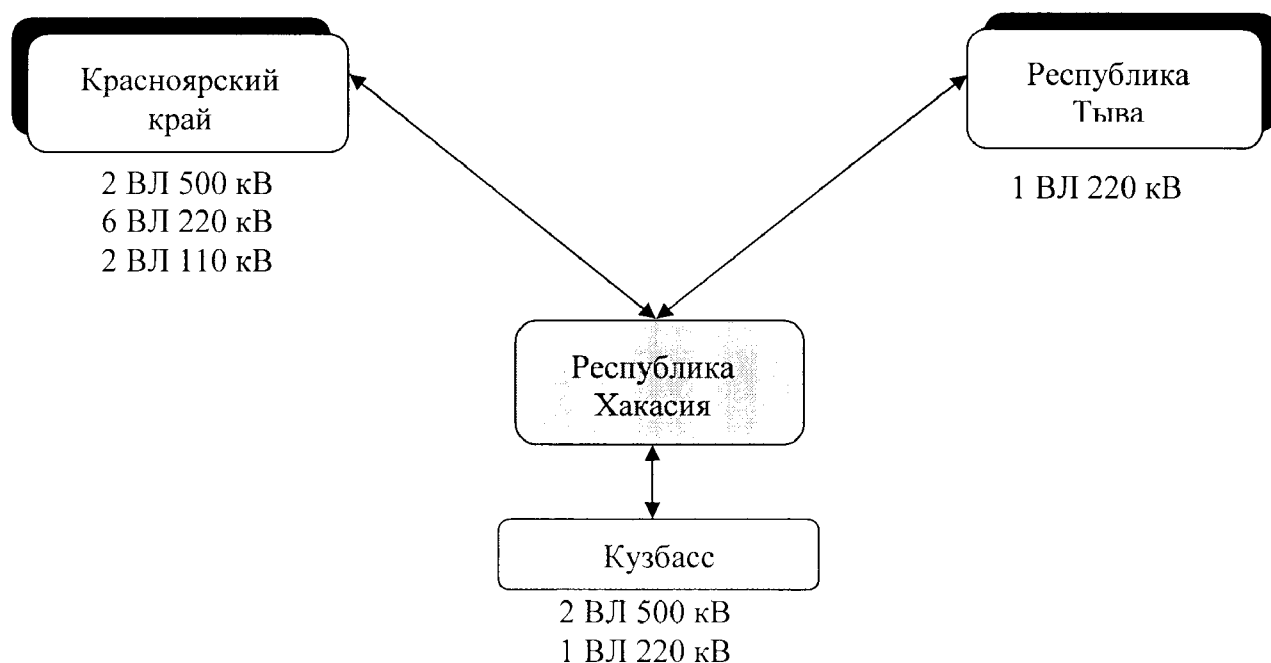 Красноярский
край
2 ВЛ 500 кВ
6 ВЛ 220 кВ
2 ВЛ 110 кВ
Республика
Тыва
1 ВЛ 220 кВ
Республика
Хакасия
Кузбасс
2 ВЛ 500 кВ
1 ВЛ 220 кВ